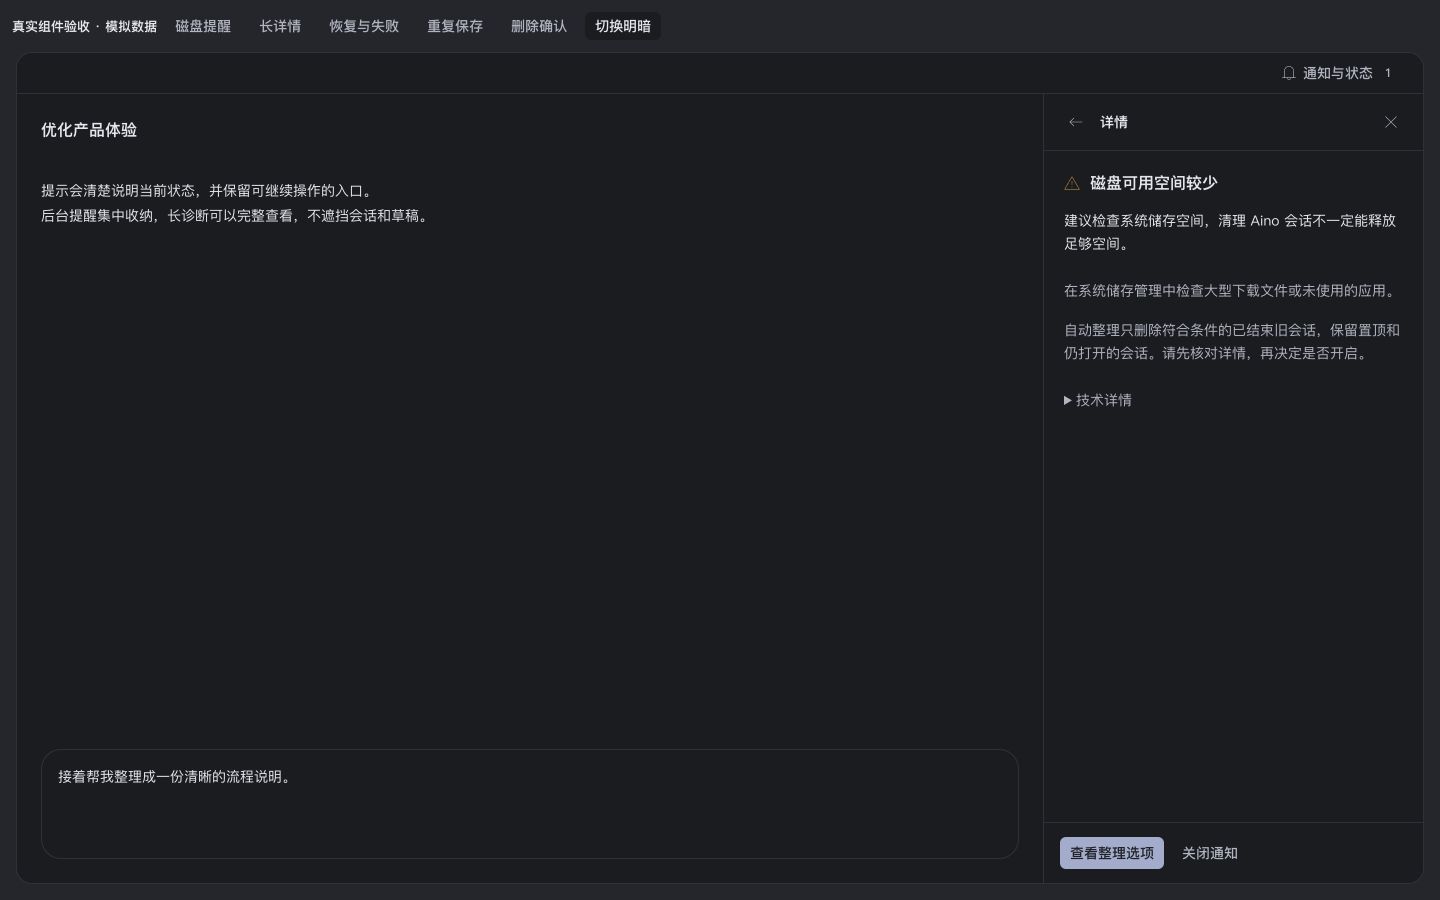 真实组件验收 · 模拟数据 磁盘提醒 长详情 恢复与失败 重复保存 删除确认 切换明暗
通知与状态 1
优化产品体验
提示会清楚说明当前状态，并保留可继续操作的入口。
后台提醒集中收纳，长诊断可以完整查看，不遮挡会话和草稿。
接着帮我整理成一份清晰的流程说明。
← 详情
磁盘可用空间较少
建议检查系统储存空间，清理 Aino 会话不一定能释放
足够空间。
在系统储存管理中检查大型下载文件或未使用的应用。
自动整理只删除符合条件的已结束旧会话，保留置顶和
仍打开的会话。请先核对详情，再决定是否开启。
▶ 技术详情
查看整理选项 关闭通知